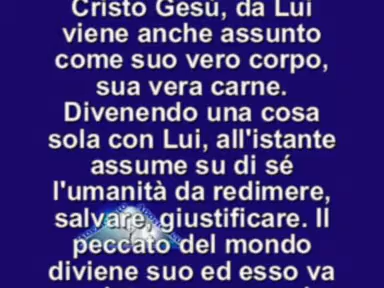 Cristo Gesù, da Lui
viene anche assunto
come suo vero corpo,
sua vera carne.
Divenendo una cosa
sola con Lui, all'istante
assume su di sé
l'umanità da redimere,
salvare, giustificare. Il
peccato del mondo
diviene suo ed esso va